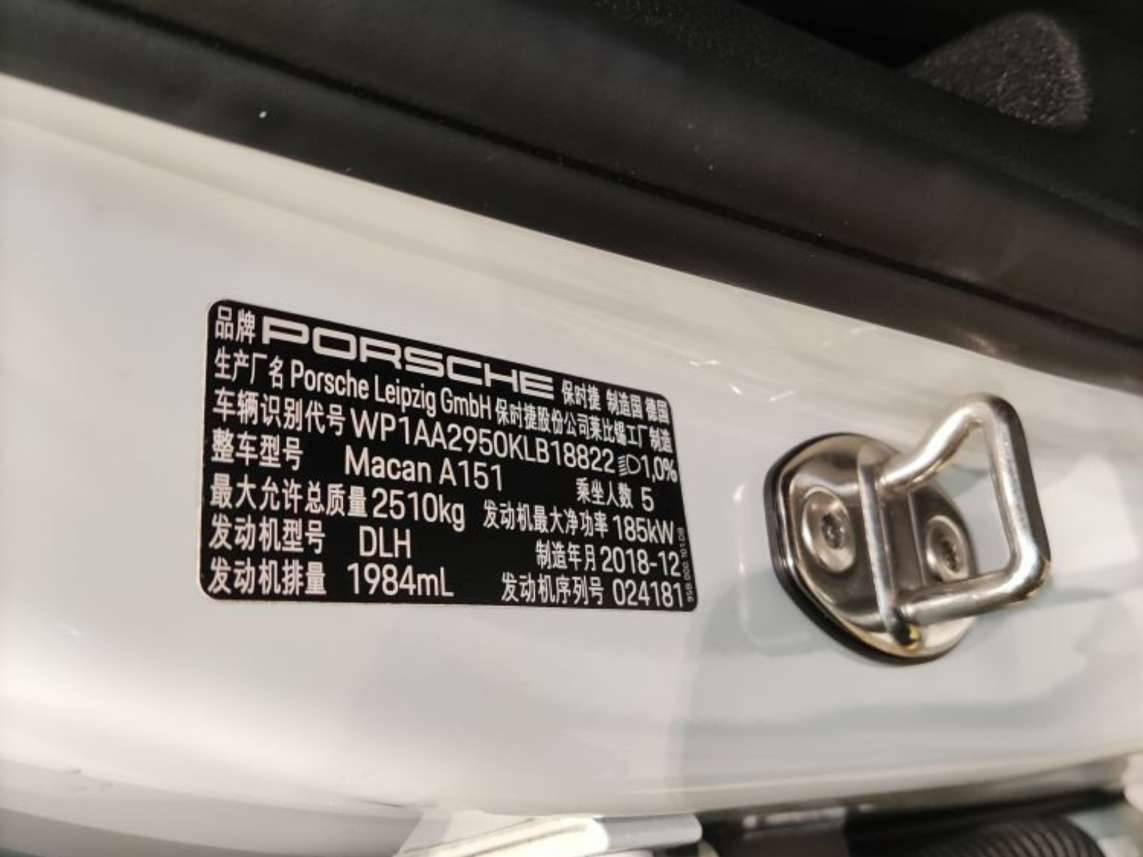 品牌 PORSCHE 保时捷 制造国 德国
生产厂名 Porsche Leipzig GmbH 保时捷股份公司莱比锡工厂制造
车辆识别代号 WP1AA2950KLB18822 1,0%
整车型号 Macan A151 乘坐人数 5
最大允许总质量 2510kg 发动机最大净功率 185kW
发动机型号 DLH 制造年月 2018-12
发动机排量 1984mL 发动机序列号 024181